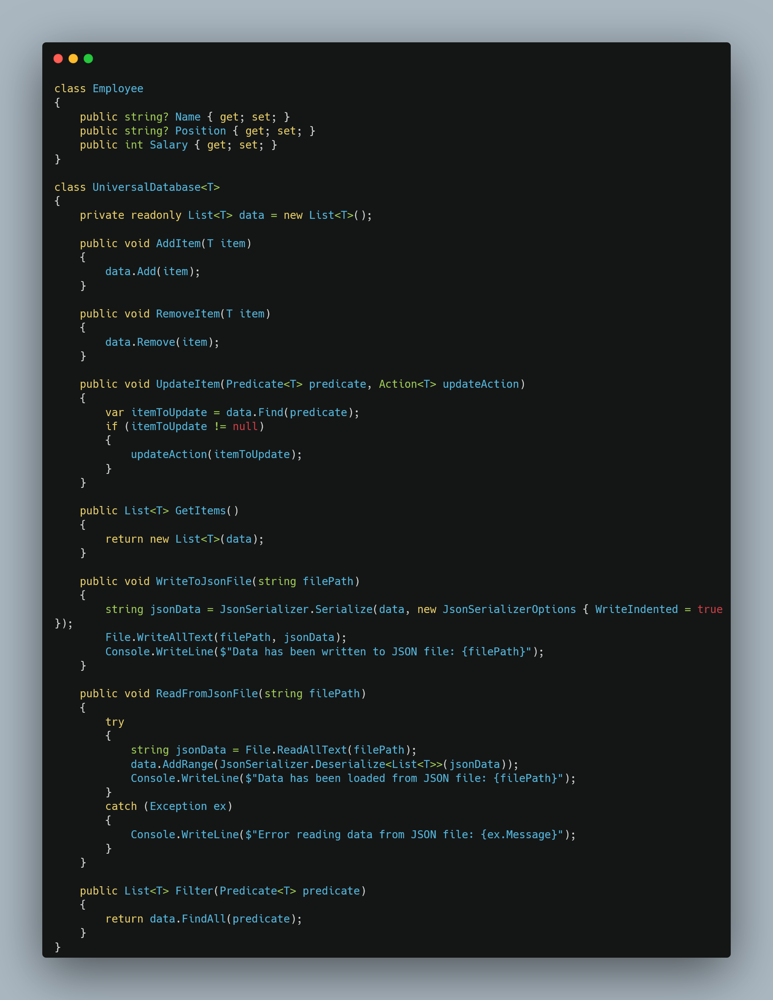 class Employee
{
    public string? Name { get; set; }
    public string? Position { get; set; }
    public int Salary { get; set; }
}

class UniversalDatabase<T>
{
    private readonly List<T> data = new List<T>();

    public void AddItem(T item)
    {
        data.Add(item);
    }

    public void RemoveItem(T item)
    {
        data.Remove(item);
    }

    public void UpdateItem(Predicate<T> predicate, Action<T> updateAction)
    {
        var itemToUpdate = data.Find(predicate);
        if (itemToUpdate != null)
        {
            updateAction(itemToUpdate);
        }
    }

    public List<T> GetItems()
    {
        return new List<T>(data);
    }

    public void WriteToJsonFile(string filePath)
    {
        string jsonData = JsonSerializer.Serialize(data, new JsonSerializerOptions { WriteIndented = true
});
        File.WriteAllText(filePath, jsonData);
        Console.WriteLine($"Data has been written to JSON file: {filePath}");
    }

    public void ReadFromJsonFile(string filePath)
    {
        try
        {
            string jsonData = File.ReadAllText(filePath);
            data.AddRange(JsonSerializer.Deserialize<List<T>>(jsonData));
            Console.WriteLine($"Data has been loaded from JSON file: {filePath}");
        }
        catch (Exception ex)
        {
            Console.WriteLine($"Error reading data from JSON file: {ex.Message}");
        }
    }

    public List<T> Filter(Predicate<T> predicate)
    {
        return data.FindAll(predicate);
    }
}